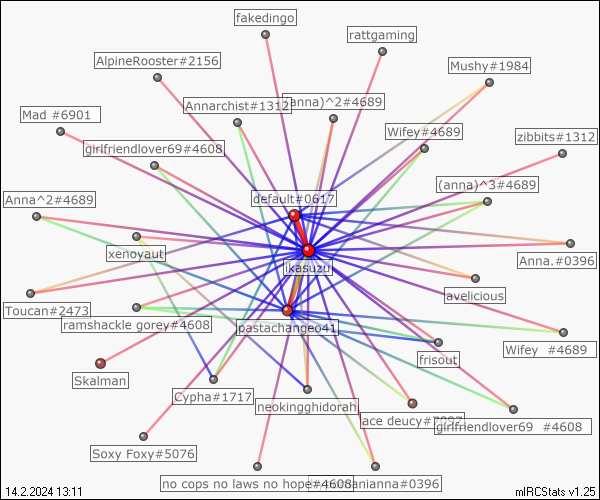 fakedingo
rattgaming
AlpineRooster#2156
Mushy#1984
Annarchist#1312
(anna)^2#4689
Mad #6901
Wifey#4689
zibbits#1312
girlfriendlover69#4608
(anna)^3#4689
Anna^2#4689
default#0617
xenoyaut
ikasuzu
Anna.#0396
avelicious
Toucan#2473
ramshackle gorey#4608
pastachangeo41
Wifey #4689
frisout
Skalman
Cypha#1717
neokingghidorah
ace deucy#
girlfriendlover69 #4608
Soxy Foxy#5076
no cops no laws no hope#4608
ianna#0396
14.2.2024 13:11
mIRCStats v1.25